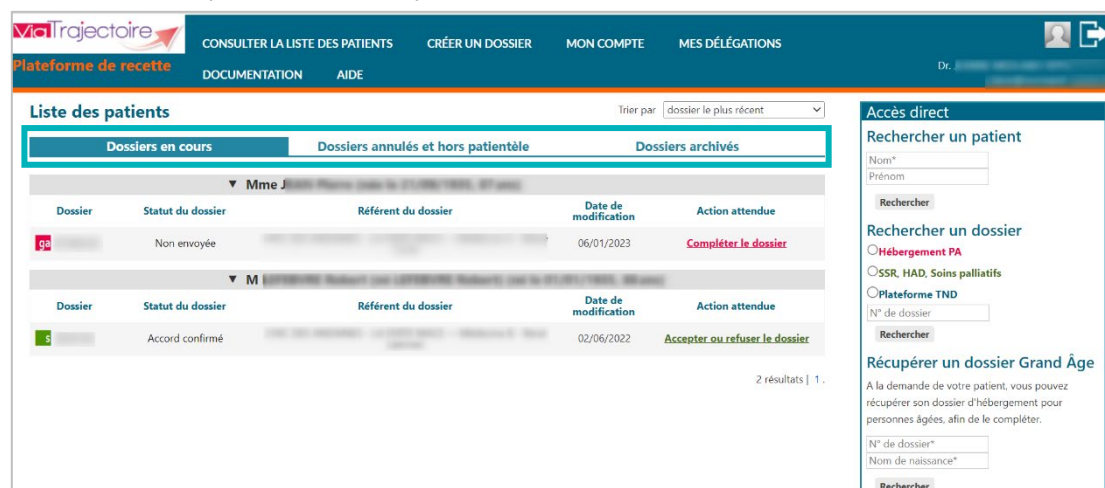 ViaTrajectoire
Plateforme de recette
CONSULTER LA LISTE DES PATIENTS CRÉER UN DOSSIER MON COMPTE MES DÉLÉGATIONS
DOCUMENTATION AIDE
Dr.
Liste des patients
Trier par dossier le plus récent
Dossiers en cours Dossiers annulés et hors patientèle Dossiers archivés
▼ Mme
Dossier Statut du dossier Référent du dossier Date de modification Action attendue
ga Non envoyée 06/01/2023 Compléter le dossier
▼ M
Dossier Statut du dossier Référent du dossier Date de modification Action attendue
s Accord confirmé 02/06/2022 Accepter ou refuser le dossier
2 résultats | 1 .
Accès direct
Rechercher un patient
Nom*
Prénom
Rechercher
Rechercher un dossier
Hébergement PA
SSR, HAD, Soins palliatifs
Plateforme TND
N° de dossier
Rechercher
Récupérer un dossier Grand Âge
A la demande de votre patient, vous pouvez
récupérer son dossier d'hébergement pour
personnes âgées, afin de le compléter.
N° de dossier*
Nom de naissance*
Rechercher